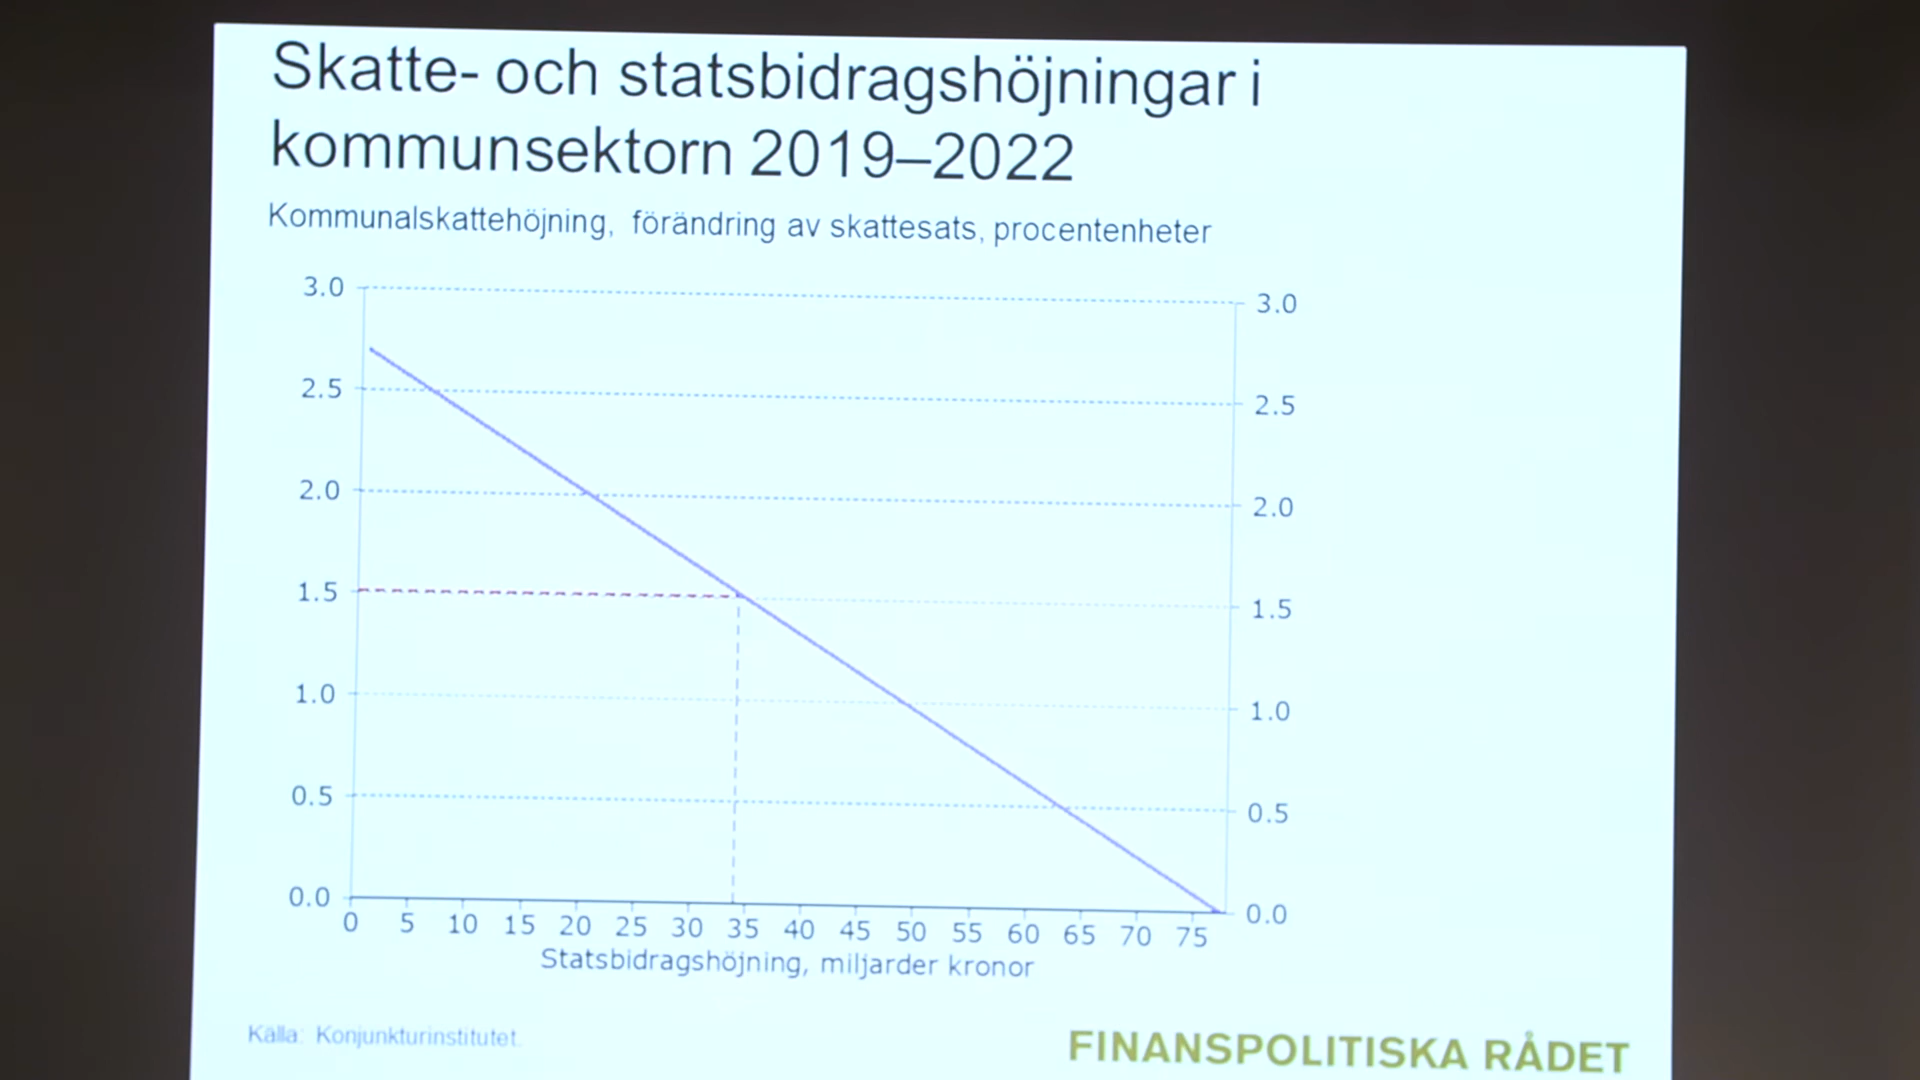 Skatte- och statsbidragshöjningar i
kommunsektorn 2019–2022
Kommunalskattehöjning, förändring av skattesats, procentenheter
3.0 3.0
2.5 2.5
2.0 2.0
1.5 1.5
1.0 1.0
0.5 0.5
0.0 0.0
0 5 10 15 20 25 30 35 40 45 50 55 60 65 70 75
Statsbidragshöjning, miljarder kronor
Källa: Konjunkturinstitutet.
FINANSPOLITISKA RÅDET